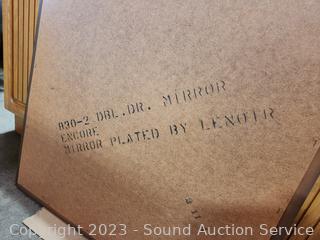 830-2 DBL.DR. MIRROR
ENCORE
MIRROR PLATED BY LENOIR
Copyright 2023 - Sound Auction Service